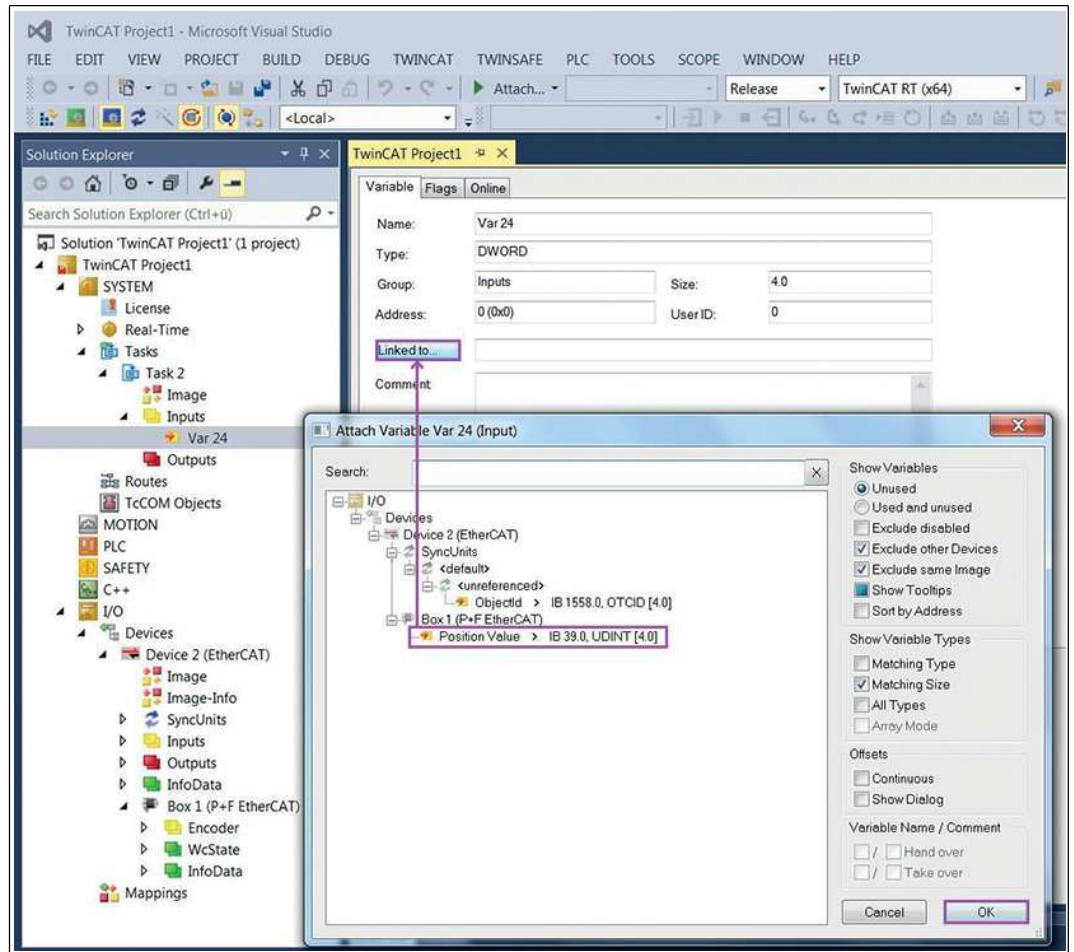 TwinCAT Project1 - Microsoft Visual Studio
FILE EDIT VIEW PROJECT BUILD DEBUG TWINCAT TWINSAFE PLC TOOLS SCOPE WINDOW HELP
Attach... Release TwinCAT RT (x64)
<Local>
Solution Explorer
Search Solution Explorer (Ctrl+ü)
Solution 'TwinCAT Project1' (1 project)
TwinCAT Project1
SYSTEM
License
Real-Time
Tasks
Task 2
Image
Inputs
Var 24
Outputs
Routes
TcCOM Objects
MOTION
PLC
SAFETY
C++
I/O
Devices
Device 2 (EtherCAT)
Image
Image-Info
SyncUnits
Inputs
Outputs
InfoData
Box 1 (P+F EtherCAT)
Encoder
WcState
InfoData
Mappings
TwinCAT Project1
Variable Flags Online
Name: Var 24
Type: DWORD
Group: Inputs Size: 4.0
Address: 0 (0x0) User ID: 0
Linked to...
Comment
Attach Variable Var 24 (Input)
Search:
I/O
Devices
Device 2 (EtherCAT)
SyncUnits
<default>
<unreferenced>
ObjectId > IB 1558.0, OTCID [4.0]
Box 1 (P+F EtherCAT)
Position Value > IB 39.0, UDINT [4.0]
Show Variables
Unused
Used and unused
Exclude disabled
Exclude other Devices
Exclude same Image
Show Tooltips
Sort by Address
Show Variable Types
Matching Type
Matching Size
All Types
Array Mode
Offsets
Continuous
Show Dialog
Variable Name / Comment
/ Hand over
/ Take over
Cancel OK